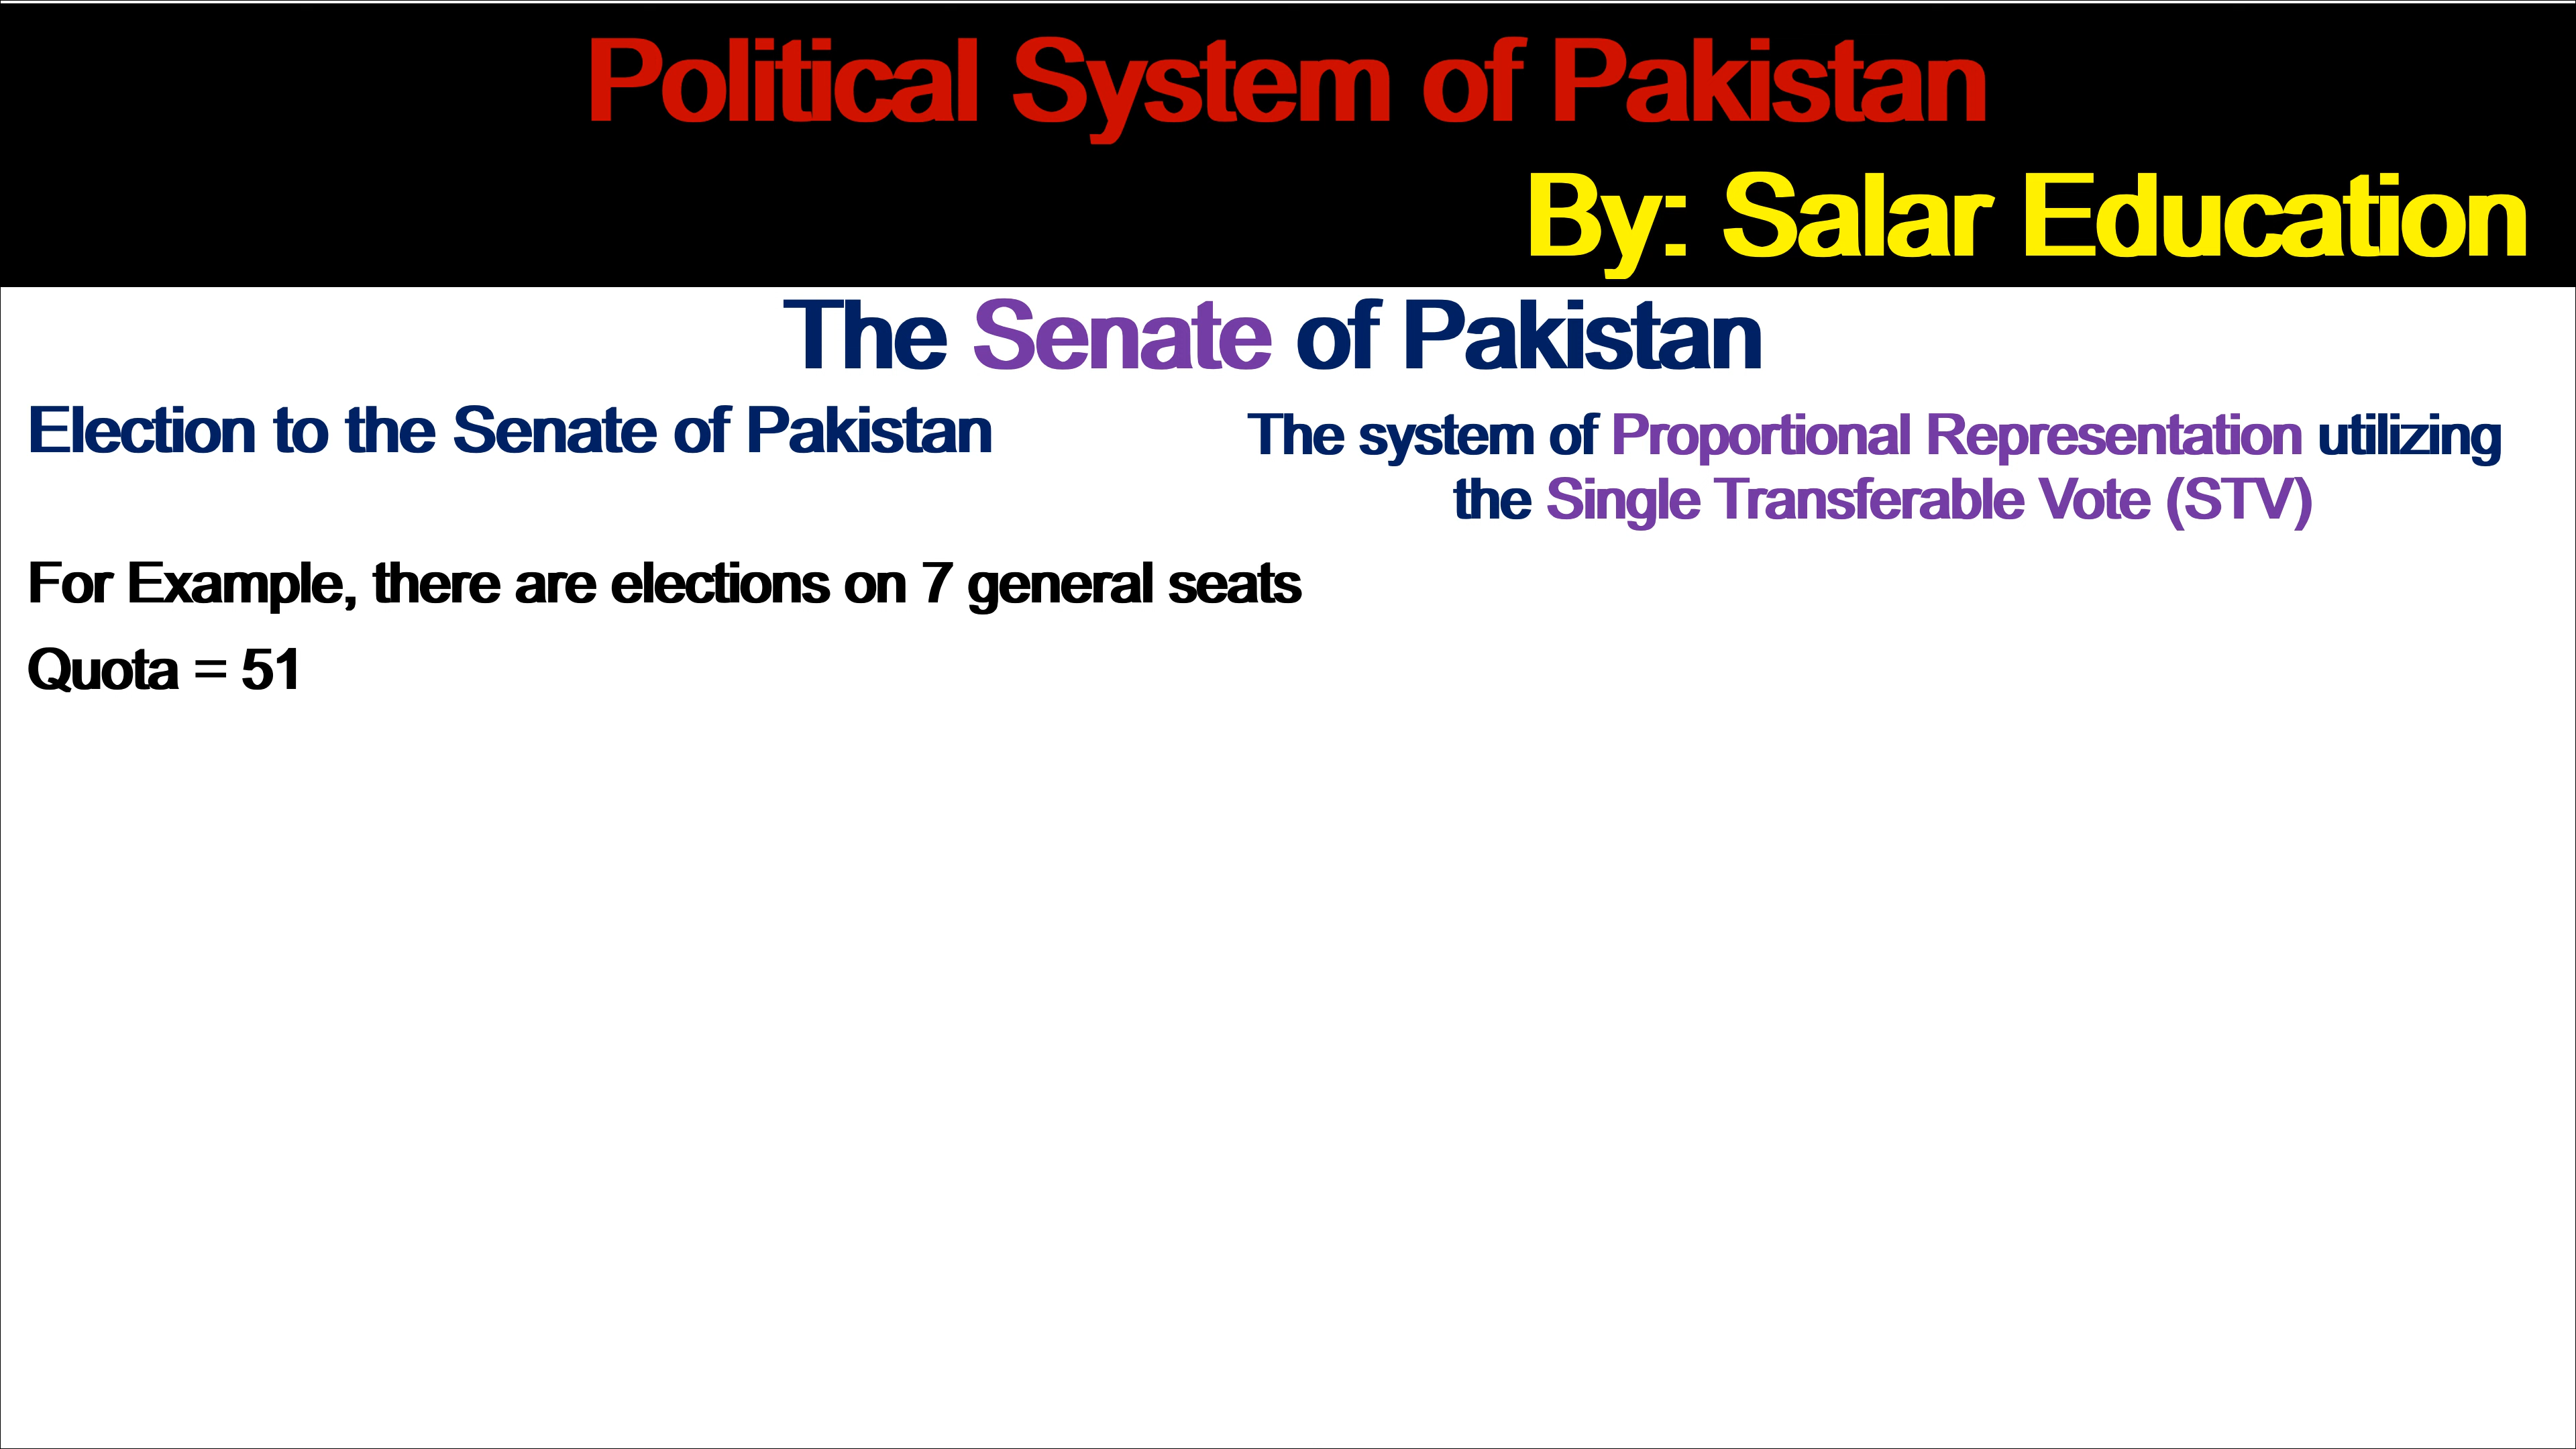 Political System of Pakistan
By: Salar Education
The Senate of Pakistan
Election to the Senate of Pakistan
The system of Proportional Representation utilizing
the Single Transferable Vote (STV)
For Example, there are elections on 7 general seats
Quota = 51